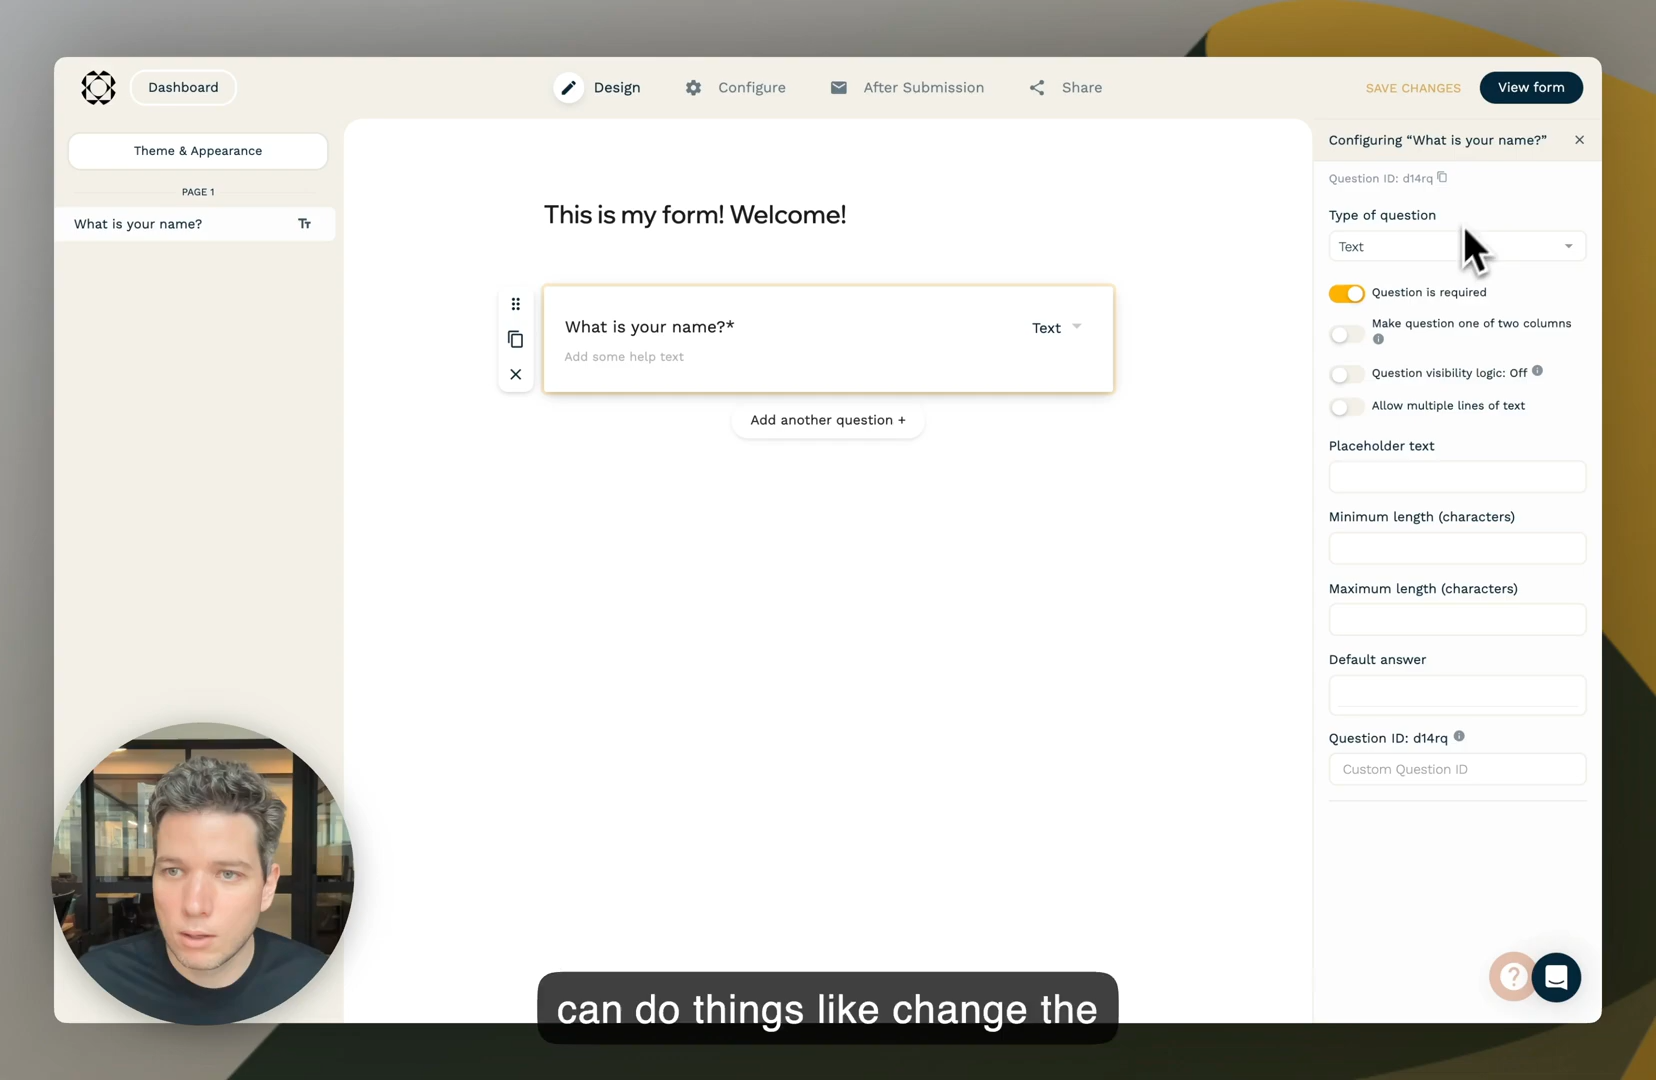 Dashboard
Design
Configure
After Submission
Share
SAVE CHANGES
View form
Theme & Appearance
PAGE 1
What is your name?
Tт
This is my form! Welcome!
What is your name?*
Text
Add some help text
Add another question +
Configuring “What is your name?”
Question ID: d14rq
Type of question
Text
Question is required
Make question one of two columns
Question visibility logic: Off
Allow multiple lines of text
Placeholder text
Minimum length (characters)
Maximum length (characters)
Default answer
Question ID: d14rq
Custom Question ID
?
can do things like change the